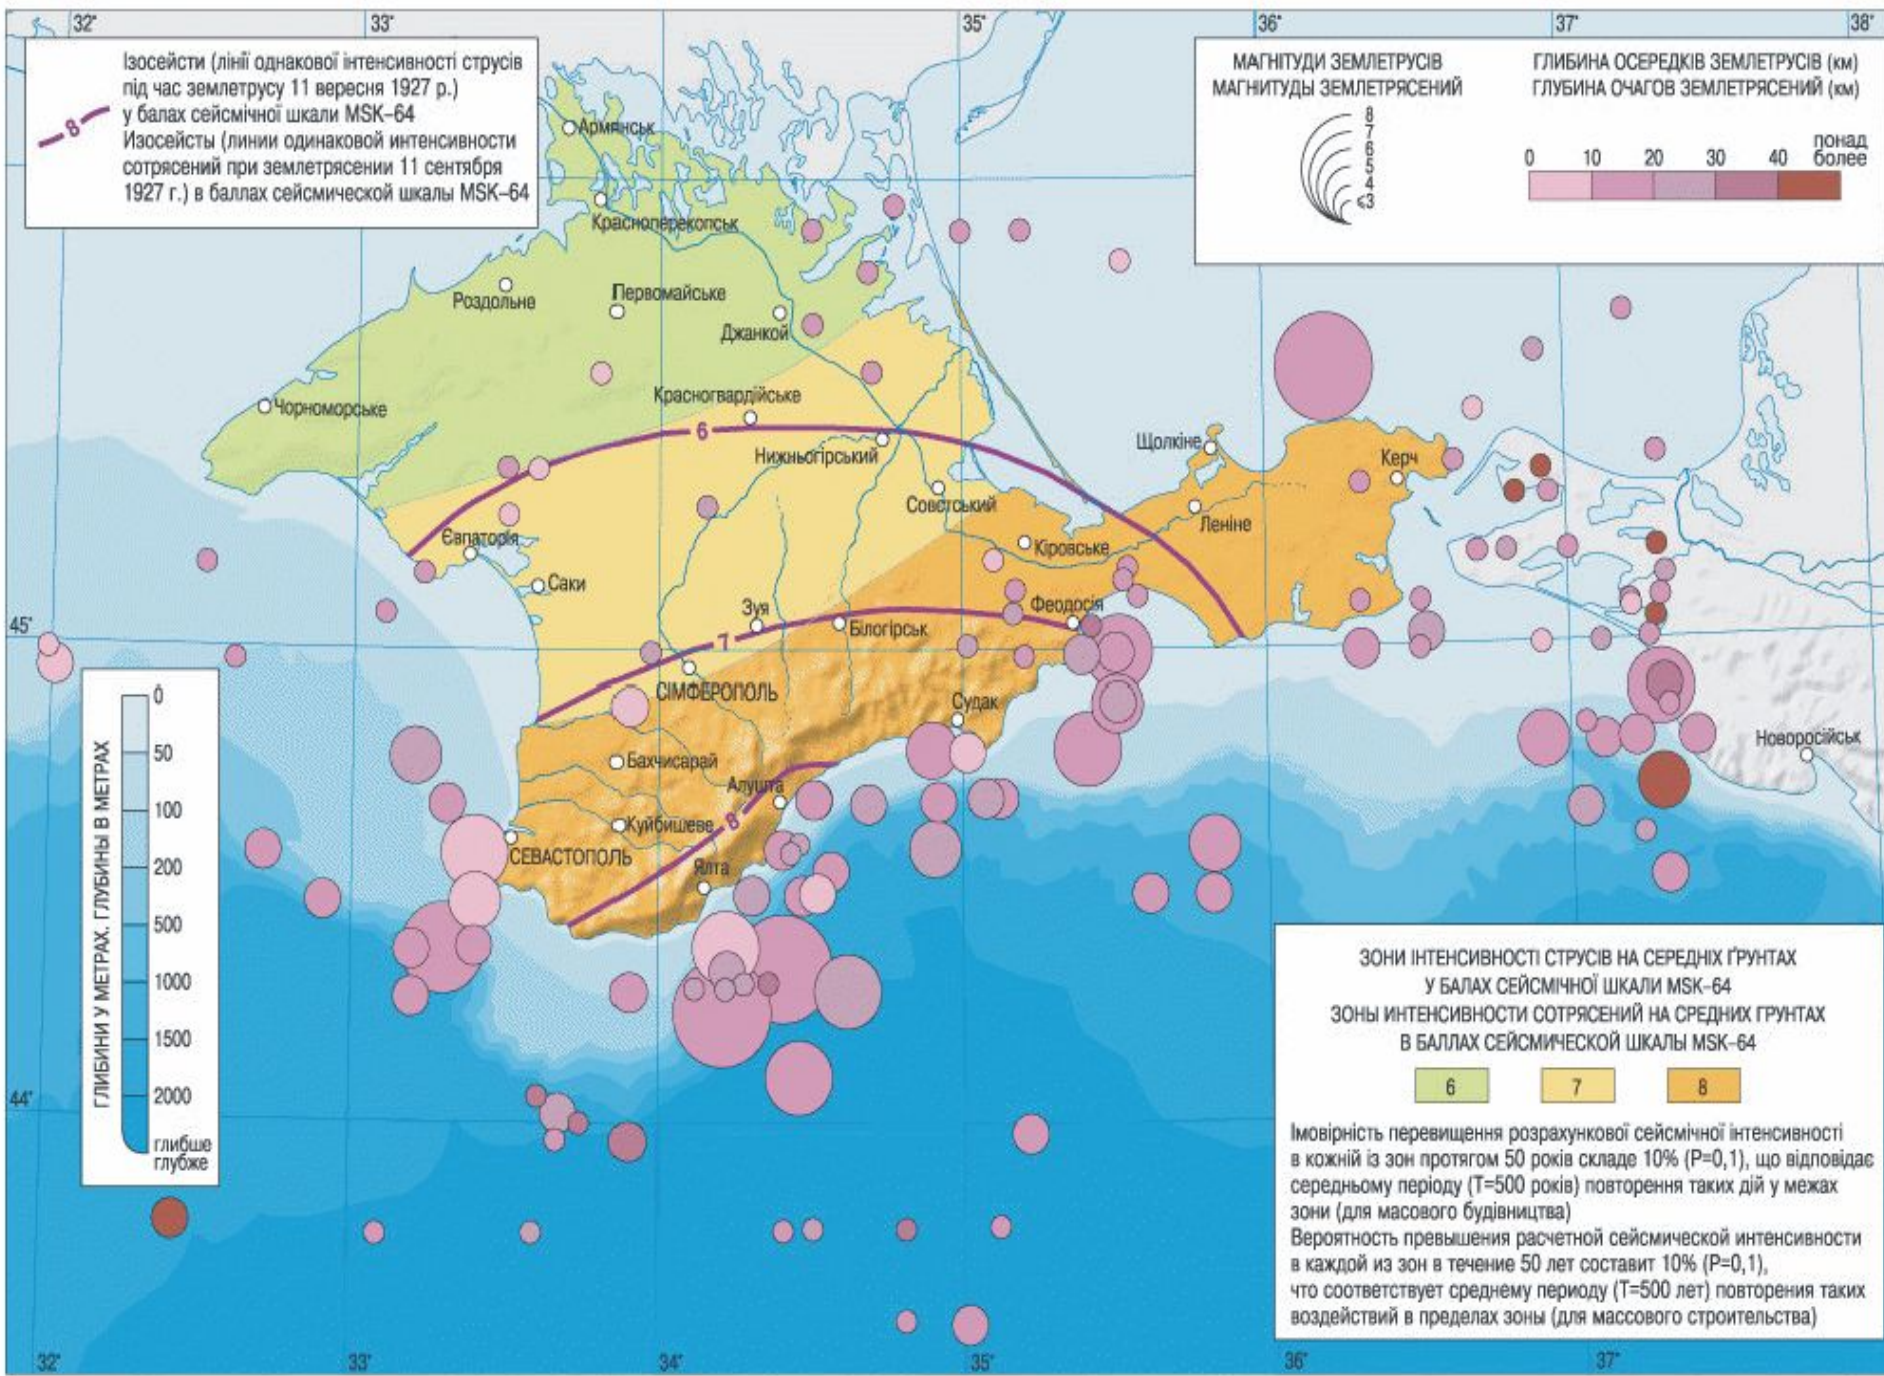 32°
33°
35°
36°
37°
38°
Ізосейсти (лінії однакової інтенсивності струсів
під час землетрусу 11 вересня 1927 р.)
у балах сейсмічної шкали MSK–64
Изосейсты (линии одинаковой интенсивности
сотрясений при землетрясении 11 сентября
1927 г.) в баллах сейсмической шкалы MSK–64
8
МАГНІТУДИ ЗЕМЛЕТРУСІВ
МАГНИТУДЫ ЗЕМЛЕТРЯСЕНИЙ
8
7
6
5
4
⩽3
ГЛИБИНА ОСЕРЕДКІВ ЗЕМЛЕТРУСІВ (км)
ГЛУБИНА ОЧАГОВ ЗЕМЛЕТРЯСЕНИЙ (км)
0 10 20 30 40 понад
более
Армянськ
Красноперекопськ
Роздольне
Первомайське
Джанкой
Чорноморське
Красногвардійське
6
Нижньогірський
Щолкіне
Керч
Совєтський
Леніне
Євпаторія
Кіровське
Саки
Зуя
Феодосія
7
Білогірськ
45°
СІМФЕРОПОЛЬ
Судак
Новоросійськ
Бахчисарай
Алушта
8
Куйбишеве
СЕВАСТОПОЛЬ
Ялта
44°
ГЛИБИНИ У МЕТРАХ. ГЛУБИНЫ В МЕТРАХ
0
50
100
200
500
1000
1500
2000
глибше
глубже
ЗОНИ ІНТЕНСИВНОСТІ СТРУСІВ НА СЕРЕДНІХ ҐРУНТАХ
У БАЛАХ СЕЙСМІЧНОЇ ШКАЛИ MSK–64
ЗОНЫ ИНТЕНСИВНОСТИ СОТРЯСЕНИЙ НА СРЕДНИХ ГРУНТАХ
В БАЛЛАХ СЕЙСМИЧЕСКОЙ ШКАЛЫ MSK–64
6 7 8
Імовірність перевищення розрахункової сейсмічної інтенсивності
в кожній із зон протягом 50 років складе 10% (P=0,1), що відповідає
середньому періоду (Т=500 років) повторення таких дій у межах
зони (для масового будівництва)
Вероятность превышения расчетной сейсмической интенсивности
в каждой из зон в течение 50 лет составит 10% (P=0,1),
что соответствует среднему периоду (Т=500 лет) повторения таких
воздействий в пределах зоны (для массового строительства)
32°
33°
34°
35°
36°
37°